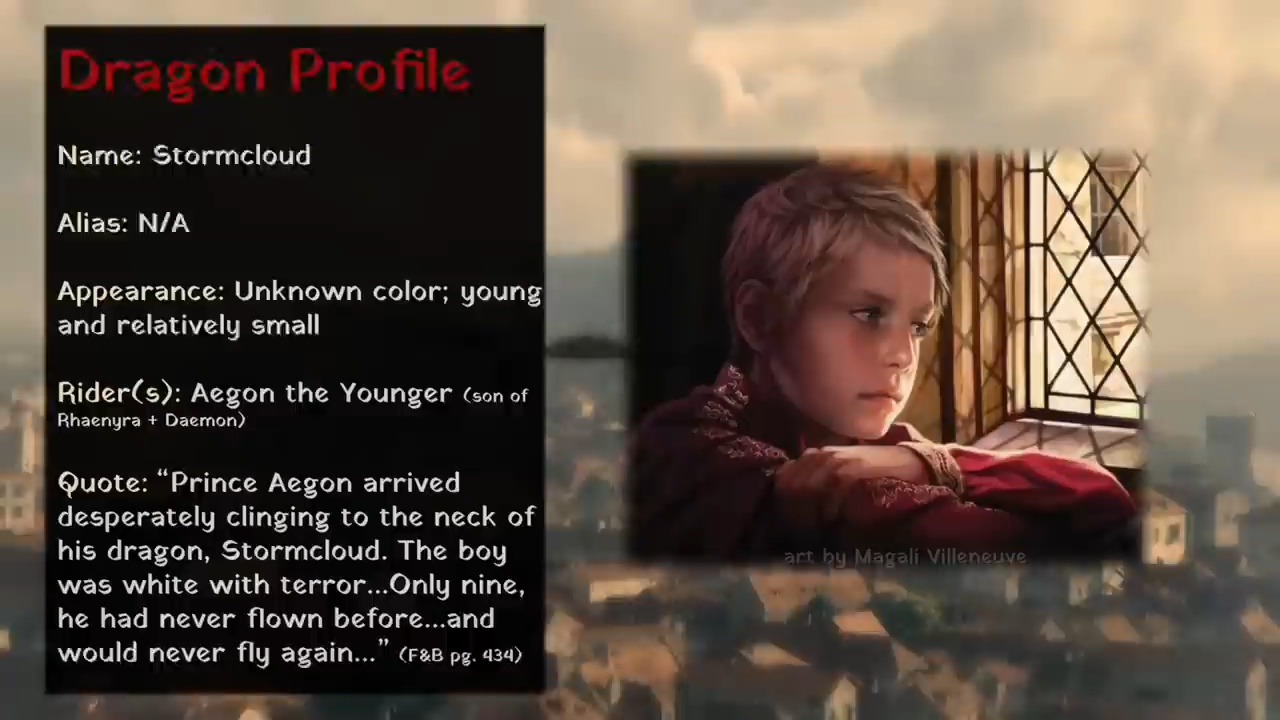 Dragon Profile
Name: Stormcloud
Alias: N/A
Appearance: Unknown color; young
and relatively small
Rider(s): Aegon the Younger (son of
Rhaenyra + Daemon)
Quote: “Prince Aegon arrived
desperately clinging to the neck of
his dragon, Stormcloud. The boy
was white with terror...Only nine,
he had never flown before...and
would never fly again...” (F&B pg. 434)
art by Magali Villeneuve